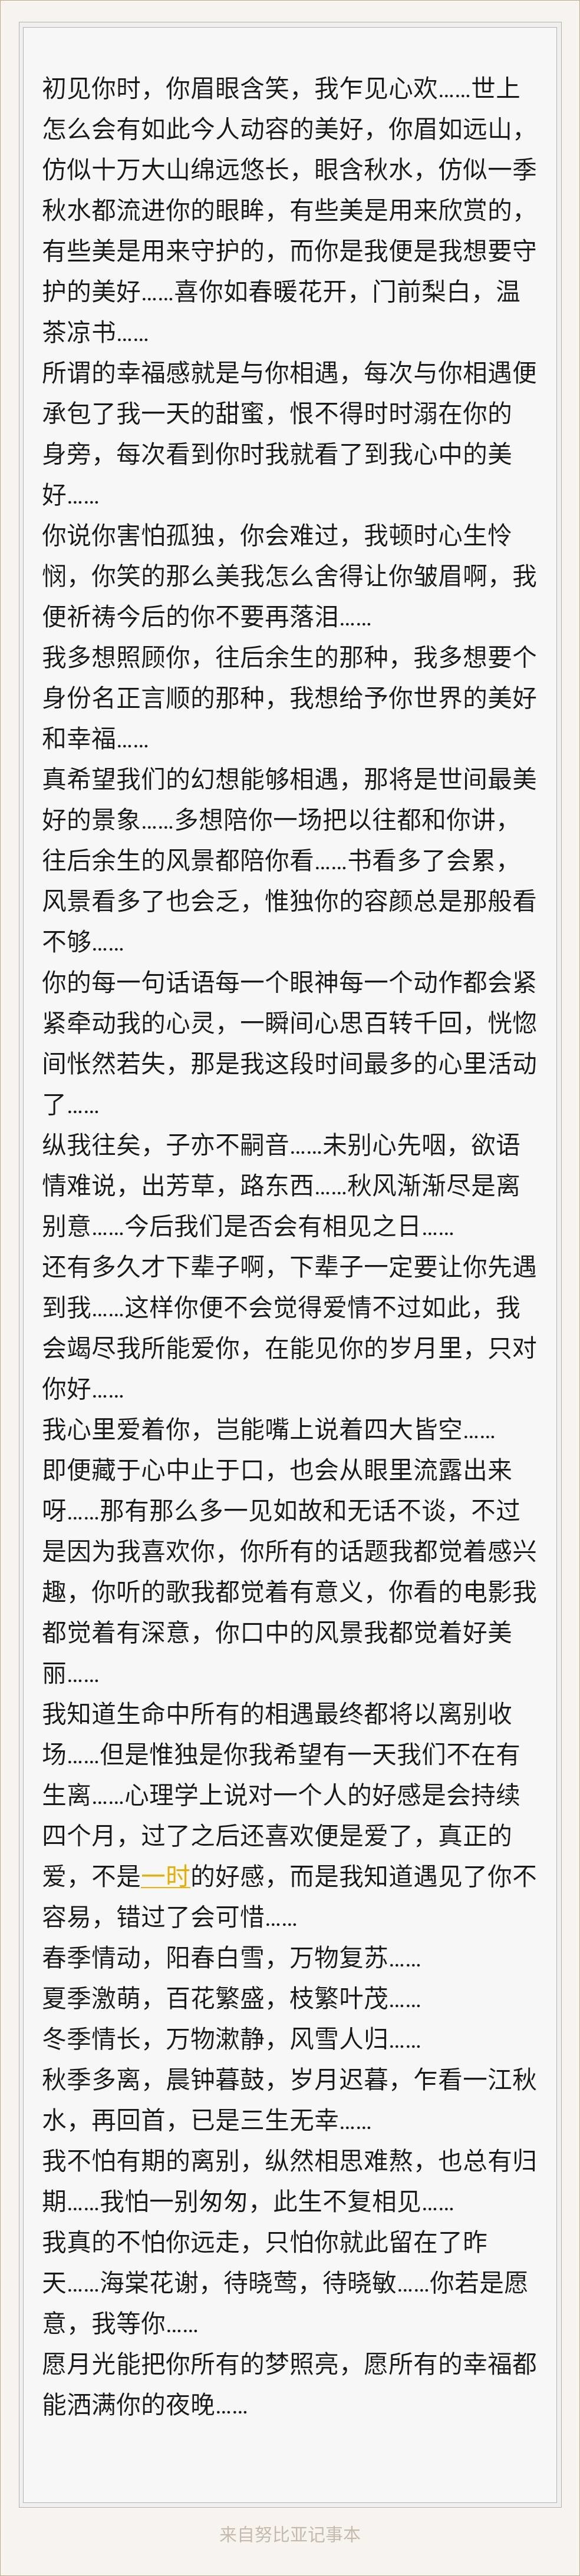 初见你时，你眉眼含笑，我乍见心欢……世上
怎么会有如此今人动容的美好，你眉如远山，
仿似十万大山绵远悠长，眼含秋水，仿似一季
秋水都流进你的眼眸，有些美是用来欣赏的，
有些美是用来守护的，而你是我便是我想要守
护的美好……喜你如春暖花开，门前梨白，温
茶凉书……
所谓的幸福感就是与你相遇，每次与你相遇便
承包了我一天的甜蜜，恨不得时时溺在你的
身旁，每次看到你时我就看了到我心中的美
好……
你说你害怕孤独，你会难过，我顿时心生怜
悯，你笑的那么美我怎么舍得让你皱眉啊，我
便祈祷今后的你不要再落泪……
我多想照顾你，往后余生的那种，我多想要个
身份名正言顺的那种，我想给予你世界的美好
和幸福……
真希望我们的幻想能够相遇，那将是世间最美
好的景象……多想陪你一场把以往都和你讲，
往后余生的风景都陪你看……书看多了会累，
风景看多了也会乏，惟独你的容颜总是那般看
不够……
你的每一句话语每一个眼神每一个动作都会紧
紧牵动我的心灵，一瞬间心思百转千回，恍惚
间怅然若失，那是我这段时间最多的心里活动
了……
纵我往矣，子亦不嗣音……未别心先咽，欲语
情难说，出芳草，路东西……秋风渐渐尽是离
别意……今后我们是否会有相见之日……
还有多久才下辈子啊，下辈子一定要让你先遇
到我……这样你便不会觉得爱情不过如此，我
会竭尽我所能爱你，在能见你的岁月里，只对
你好……
我心里爱着你，岂能嘴上说着四大皆空……
即便藏于心中止于口，也会从眼里流露出来
呀……那有那么多一见如故和无话不谈，不过
是因为我喜欢你，你所有的话题我都觉着感兴
趣，你听的歌我都觉着有意义，你看的电影我
都觉着有深意，你口中的风景我都觉着好美
丽……
我知道生命中所有的相遇最终都将以离别收
场……但是惟独是你我希望有一天我们不在有
生离……心理学上说对一个人的好感是会持续
四个月，过了之后还喜欢便是爱了，真正的
爱，不是一时的好感，而是我知道遇见了你不
容易，错过了会可惜……
春季情动，阳春白雪，万物复苏……
夏季激萌，百花繁盛，枝繁叶茂……
冬季情长，万物漱静，风雪人归……
秋季多离，晨钟暮鼓，岁月迟暮，乍看一江秋
水，再回首，已是三生无幸……
我不怕有期的离别，纵然相思难熬，也总有归
期……我怕一别匆匆，此生不复相见……
我真的不怕你远走，只怕你就此留在了昨
天……海棠花谢，待晓莺，待晓敏……你若是愿
意，我等你……
愿月光能把你所有的梦照亮，愿所有的幸福都
能洒满你的夜晚……
来自努比亚记事本